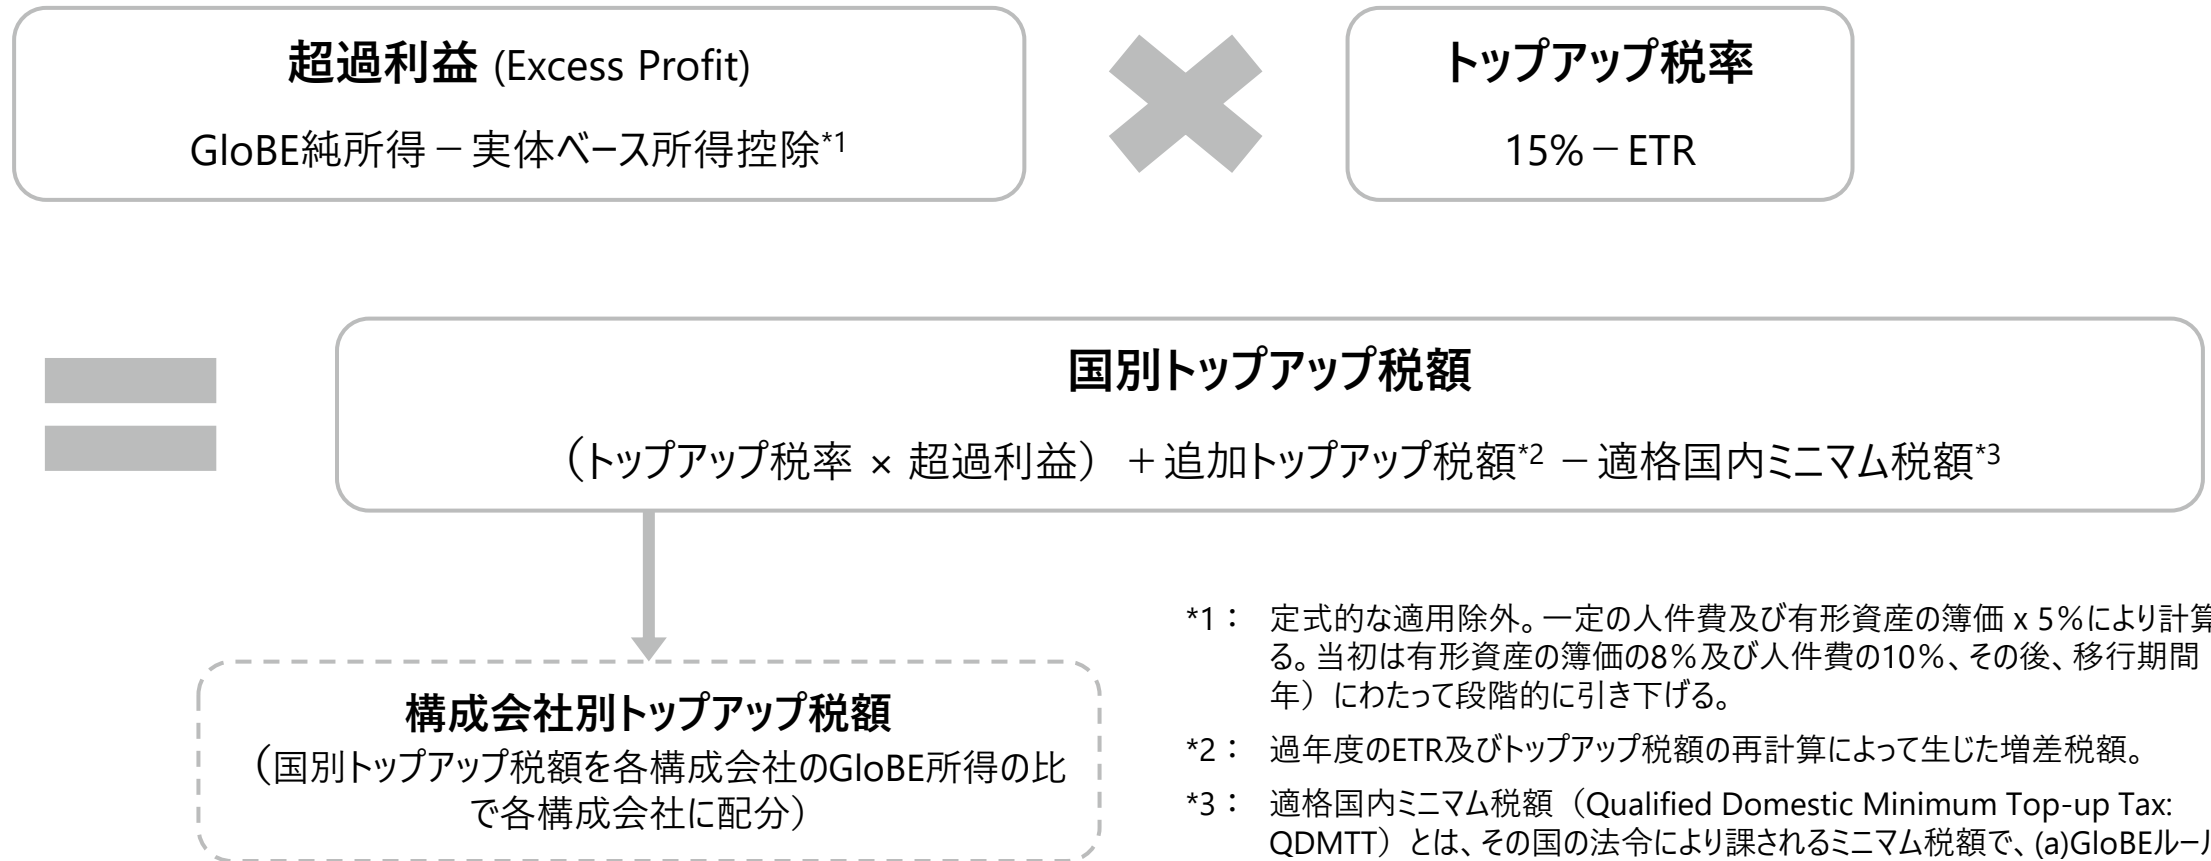 超過利益 (Excess Profit)
GloBE純所得－実体ベース所得控除*1
トップアップ税率
15%－ETR
国別トップアップ税額
（トップアップ税率 × 超過利益）＋追加トップアップ税額*2 －適格国内ミニマム税額*3
構成会社別トップアップ税額
（国別トップアップ税額を各構成会社のGloBE所得の比
で各構成会社に配分）
*1： 定式的な適用除外。一定の人件費及び有形資産の簿価 x 5％により計算
る。当初は有形資産の簿価の8％及び人件費の10％、その後、移行期間
年）にわたって段階的に引き下げる。
*2： 過年度のETR及びトップアップ税額の再計算によって生じた増差税額。
*3： 適格国内ミニマム税額（Qualified Domestic Minimum Top-up Tax:
QDMTT）とは、その国の法令により課されるミニマム税額で、(a)GloBEルール